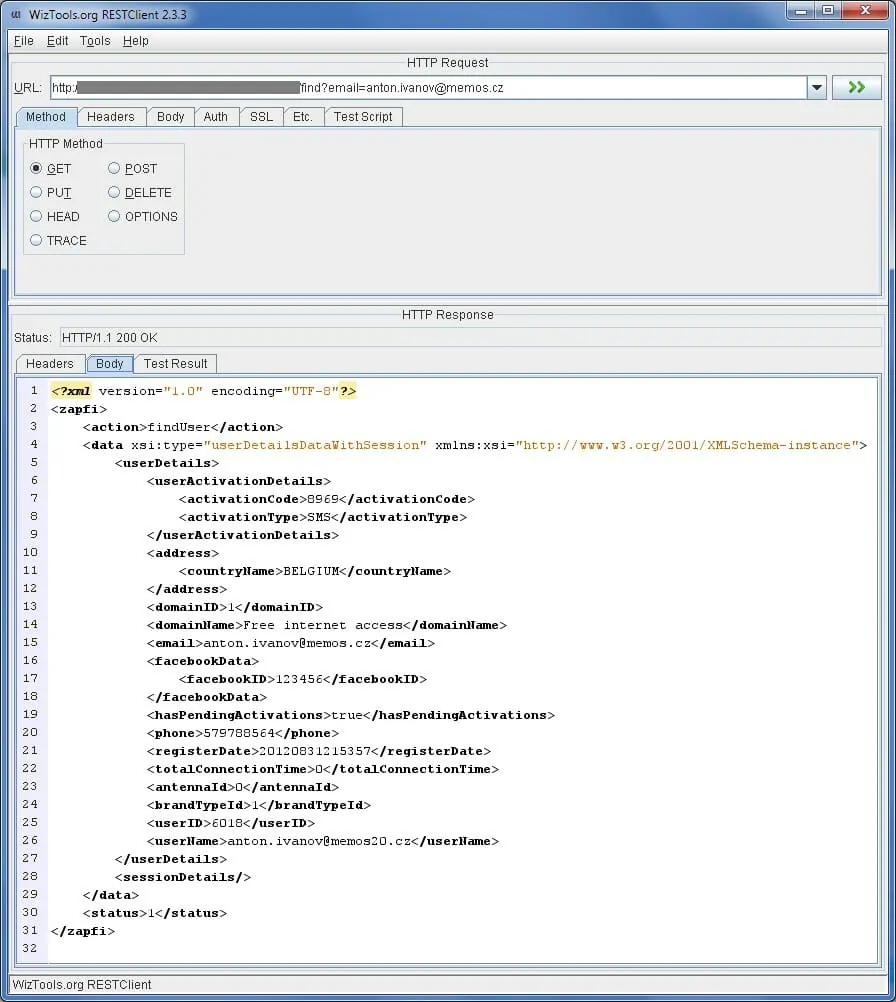 WizTools.org RESTClient 2.3.3
File Edit Tools Help
HTTP Request
URL: http:/ /find?email=anton.ivanov@memos.cz
Method Headers Body Auth SSL Etc. Test Script
HTTP Method
GET POST
PUT DELETE
HEAD OPTIONS
TRACE
HTTP Response
Status: HTTP/1.1 200 OK
Headers Body Test Result
1 <?xml version="1.0" encoding="UTF-8"?>
2 <zapfi>
3 <action>findUser</action>
4 <data xsi:type="userDetailsDataWithSession" xmlns:xsi="http://www.w3.org/2001/XMLSchema-instance">
5 <userDetails>
6 <userActivationDetails>
7 <activationCode>8969</activationCode>
8 <activationType>SMS</activationType>
9 </userActivationDetails>
10 <address>
11 <countryName>BELGIUM</countryName>
12 </address>
13 <domainID>1</domainID>
14 <domainName>Free internet access</domainName>
15 <email>anton.ivanov@memos.cz</email>
16 <facebookData>
17 <facebookID>123456</facebookID>
18 </facebookData>
19 <hasPendingActivations>true</hasPendingActivations>
20 <phone>579788564</phone>
21 <registerDate>20120831215357</registerDate>
22 <totalConnectionTime>0</totalConnectionTime>
23 <antennaId>0</antennaId>
24 <brandTypeId>1</brandTypeId>
25 <userID>6018</userID>
26 <userName>anton.ivanov@memos20.cz</userName>
27 </userDetails>
28 <sessionDetails/>
29 </data>
30 <status>1</status>
31 </zapfi>
32
WizTools.org RESTClient